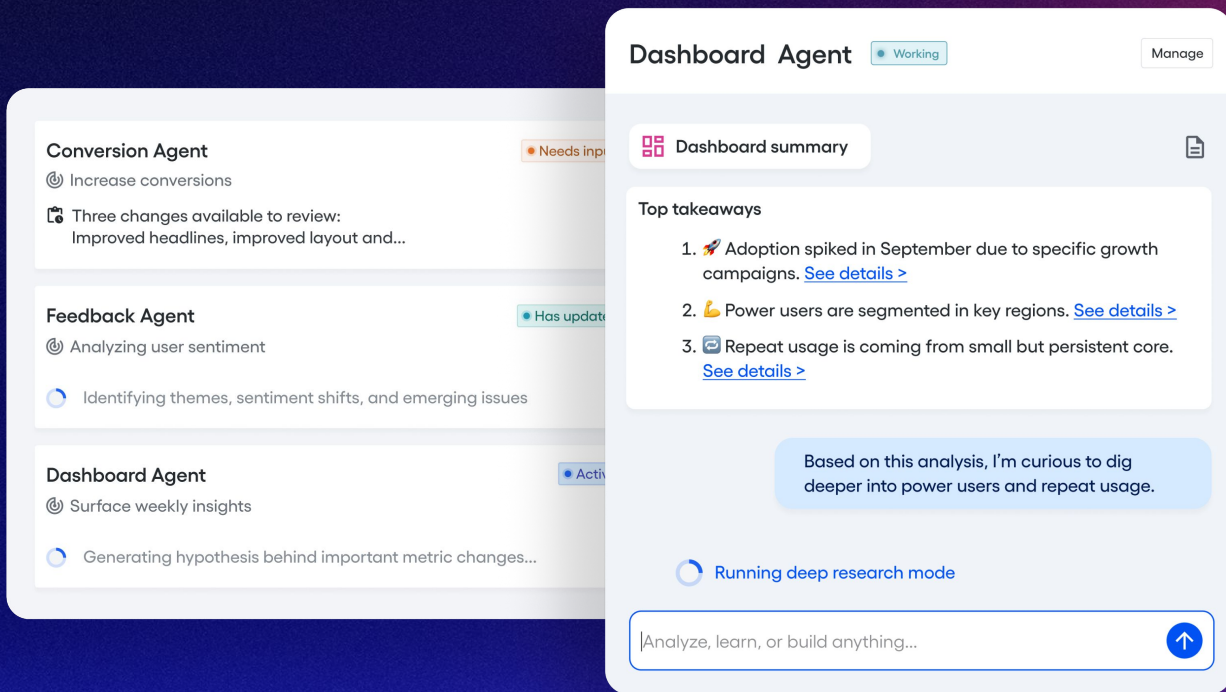 Conversion Agent
Needs inp
Increase conversions
Three changes available to review:
Improved headlines, improved layout and...
Feedback Agent
Has update
Analyzing user sentiment
Identifying themes, sentiment shifts, and emerging issues
Dashboard Agent
Activ
Surface weekly insights
Generating hypothesis behind important metric changes...
Dashboard Agent
Working
Manage
Dashboard summary
Top takeaways
1. 🚀 Adoption spiked in September due to specific growth
campaigns. See details >
2. 💪 Power users are segmented in key regions. See details >
3. 🔁 Repeat usage is coming from small but persistent core.
See details >
Based on this analysis, I’m curious to dig
deeper into power users and repeat usage.
Running deep research mode
Analyze, learn, or build anything...